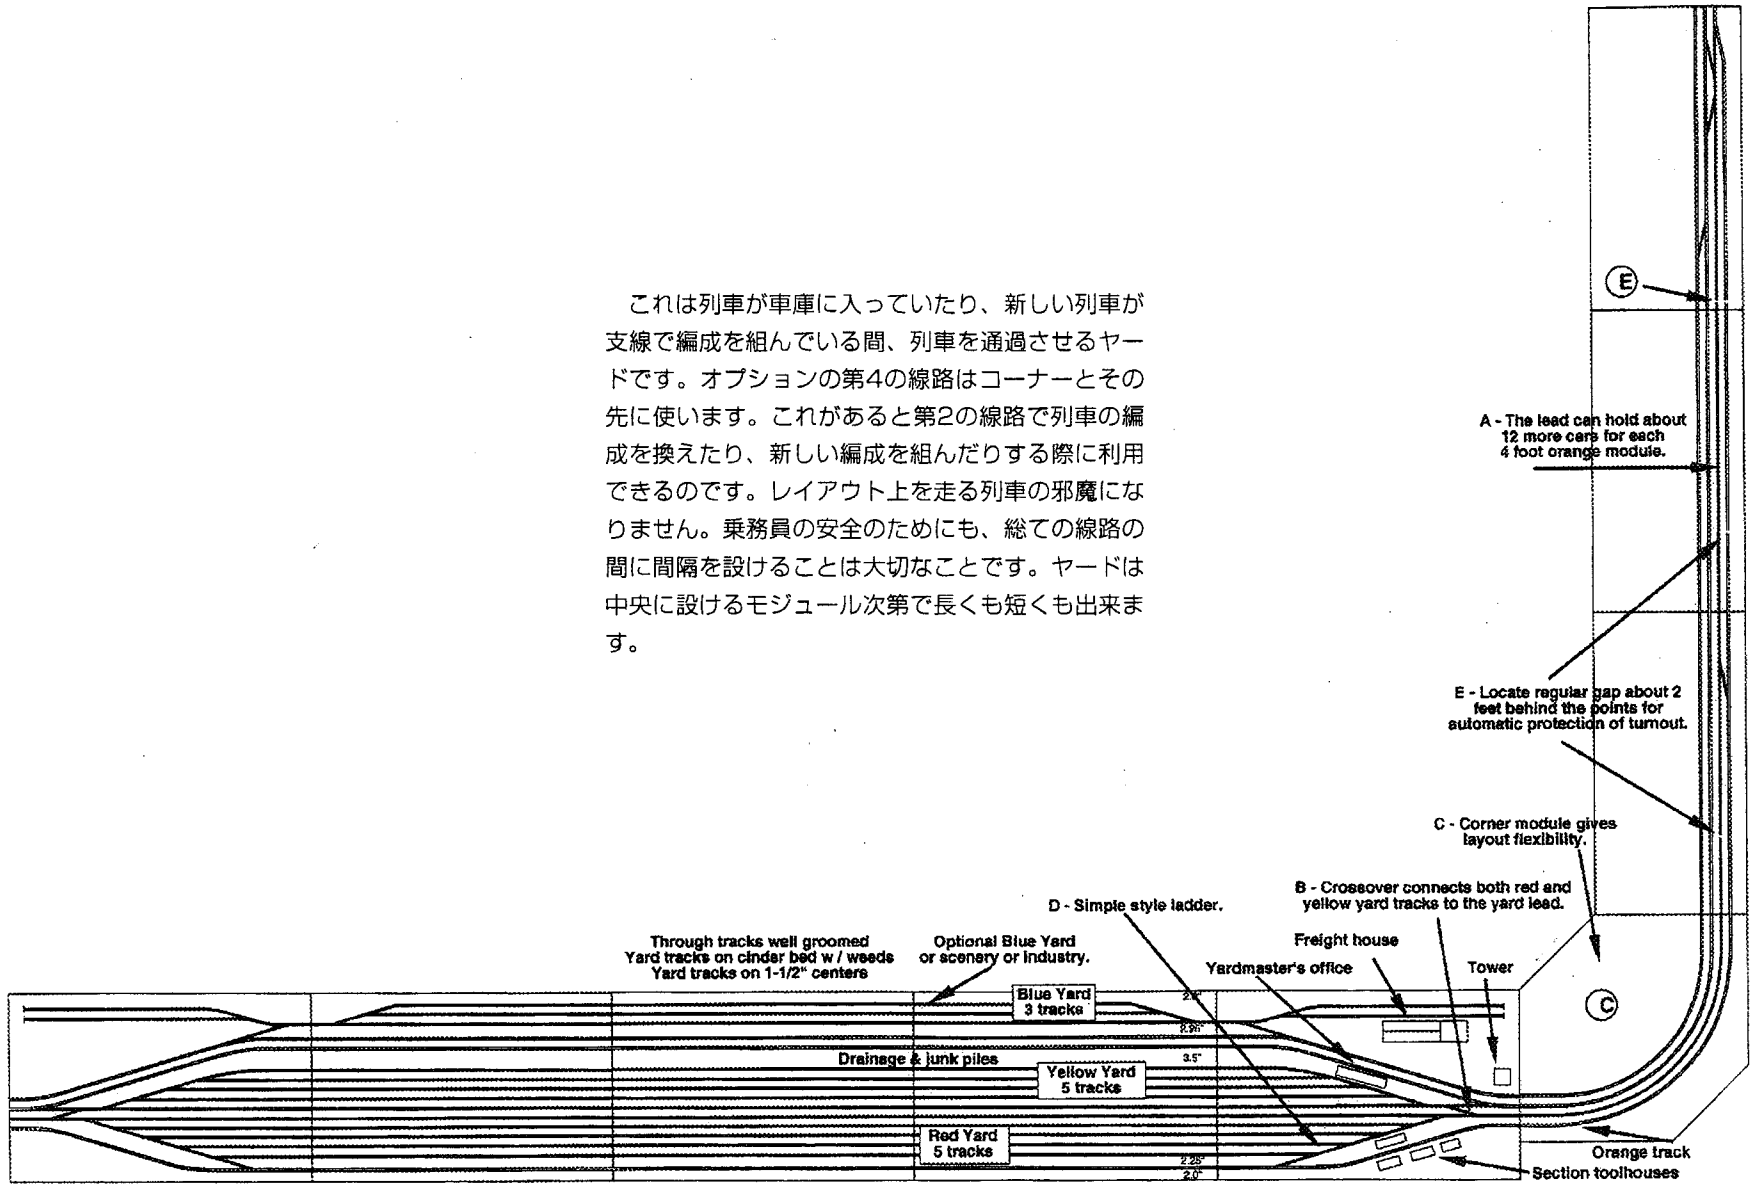 これは列車が車庫に入っていたり、新しい列車が
支線で編成を組んでいる間、列車を通過させるヤー
ドです。オプションの第4の線路はコーナーとその
先に使います。これがあると第2の線路で列車の編
成を換えたり、新しい編成を組んだりする際に利用
できるのです。レイアウト上を走る列車の邪魔にな
りません。乗務員の安全のためにも、総ての線路の
間に間隔を設けることは大切なことです。ヤードは
中央に設けるモジュール次第で長くも短くも出来ま
す。
E
A - The lead can hold about
12 more cars for each
4 foot orange module.
E - Locate regular gap about 2
feet behind the points for
automatic protection of turnout.
C - Corner module gives
layout flexibility.
B - Crossover connects both red and
yellow yard tracks to the yard lead.
D - Simple style ladder.
Freight house
Yardmaster's office
Tower
Through tracks well groomed
Yard tracks on cinder bed w / weeds
Yard tracks on 1-1/2" centers
Optional Blue Yard
or scenery or industry.
Blue Yard
3 tracks
C
Drainage & junk piles
3.5"
Yellow Yard
5 tracks
Red Yard
5 tracks
2.25"
2.0"
Orange track
Section toolhouses